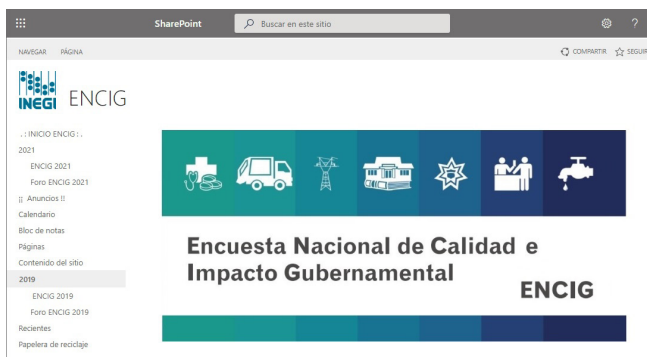 SharePoint
Buscar en este sitio
?
NAVEGAR PÁGINA
COMPARTIR SEGUIR
INEGI ENCIG
.: INICIO ENCIG :.
2021
ENCIG 2021
Foro ENCIG 2021
¡¡ Anuncios !!
Calendario
Bloc de notas
Páginas
Contenido del sitio
2019
ENCIG 2019
Foro ENCIG 2019
Recientes
Papelera de reciclaje
Encuesta Nacional de Calidad e
Impacto Gubernamental
ENCIG